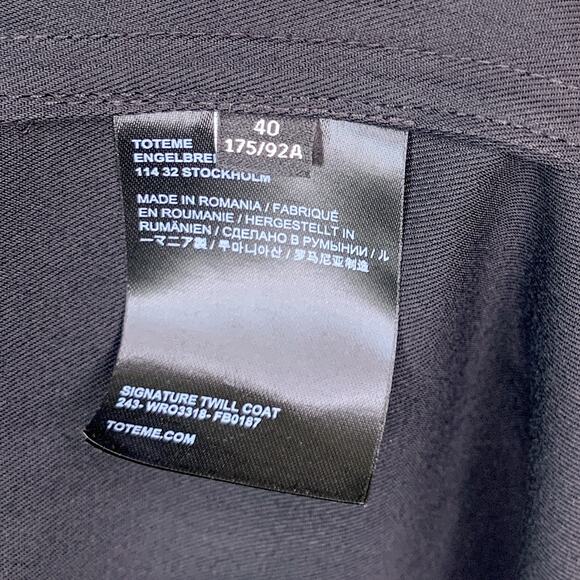 40
175/92A
TOTEME
114 32 STOCKHOLM
MADE IN ROMANIA / FABRIQUÉ
EN ROUMANIE / HERGESTELLT IN
RUMÄNIEN / СДЕЛАНО В РУМЫНИИ / ル
ーマニア製 / 루마니아산 / 罗马尼亚制造
SIGNATURE TWILL COAT
243- WRO3318- FB0187
TOTEME.COM